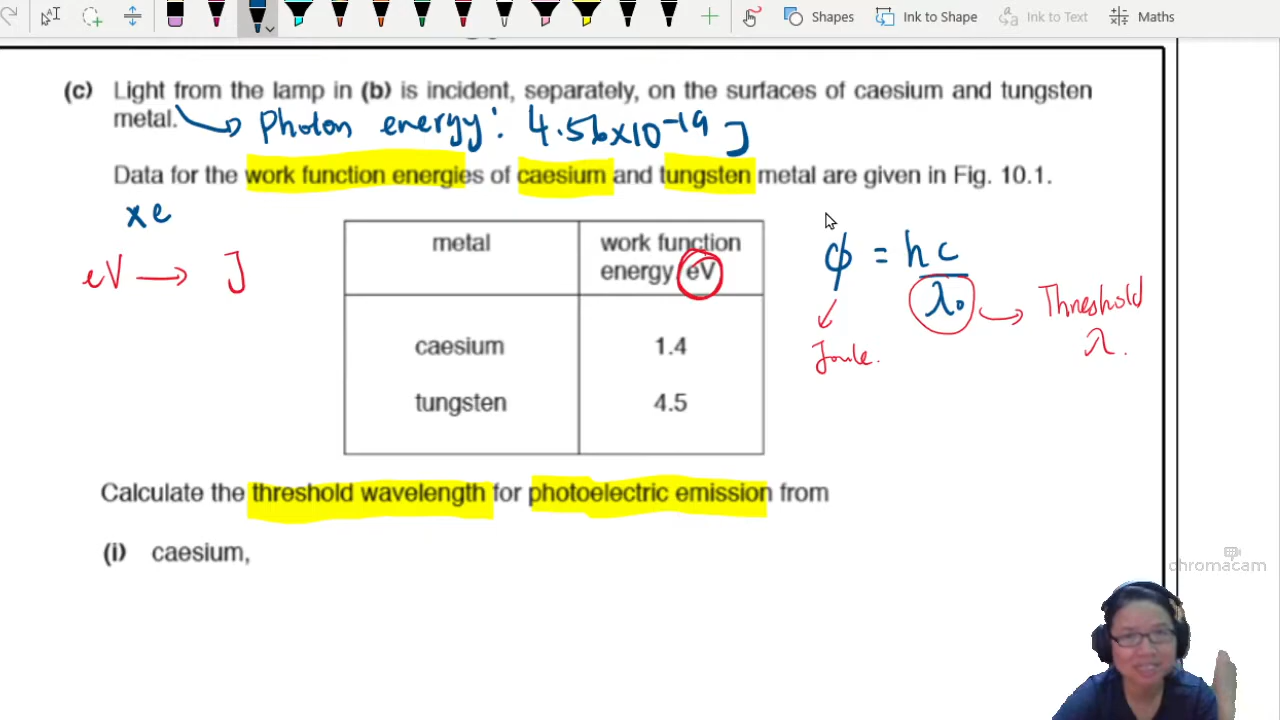 Shapes Ink to Shape Ink to Text Maths
(c) Light from the lamp in (b) is incident, separately, on the surfaces of caesium and tungsten
metal. → Photon energy: 4.56x10⁻¹⁹ J
Data for the work function energies of caesium and tungsten metal are given in Fig. 10.1.
xe
eV → J
metal work function
energy / eV
caesium 1.4
tungsten 4.5
ϕ = hc
λ₀ → Threshold
λ.
Joule.
Calculate the threshold wavelength for photoelectric emission from
(i) caesium,
chromacam